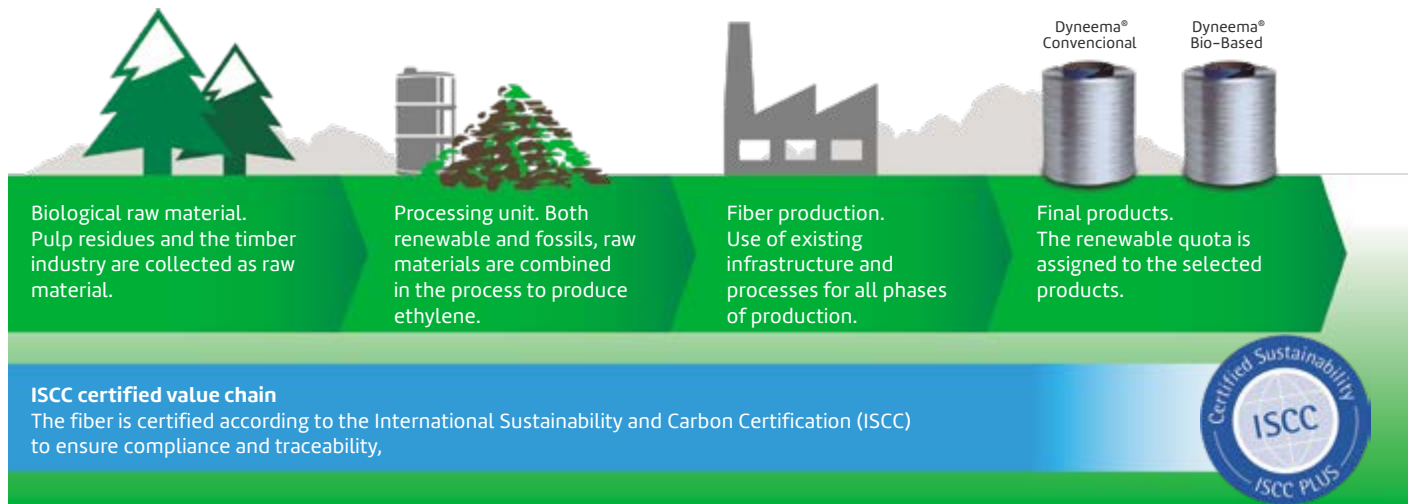 Dyneema®
Convencional
Dyneema®
Bio-Based
Biological raw material.
Pulp residues and the timber
industry are collected as raw
material.
Processing unit. Both
renewable and fossils, raw
materials are combined
in the process to produce
ethylene.
Fiber production.
Use of existing
infrastructure and
processes for all phases
of production.
Final products.
The renewable quota is
assigned to the selected
products.
ISCC certified value chain
The fiber is certified according to the International Sustainability and Carbon Certification (ISCC)
to ensure compliance and traceability,
Certified Sustainability
ISCC
ISCC PLUS